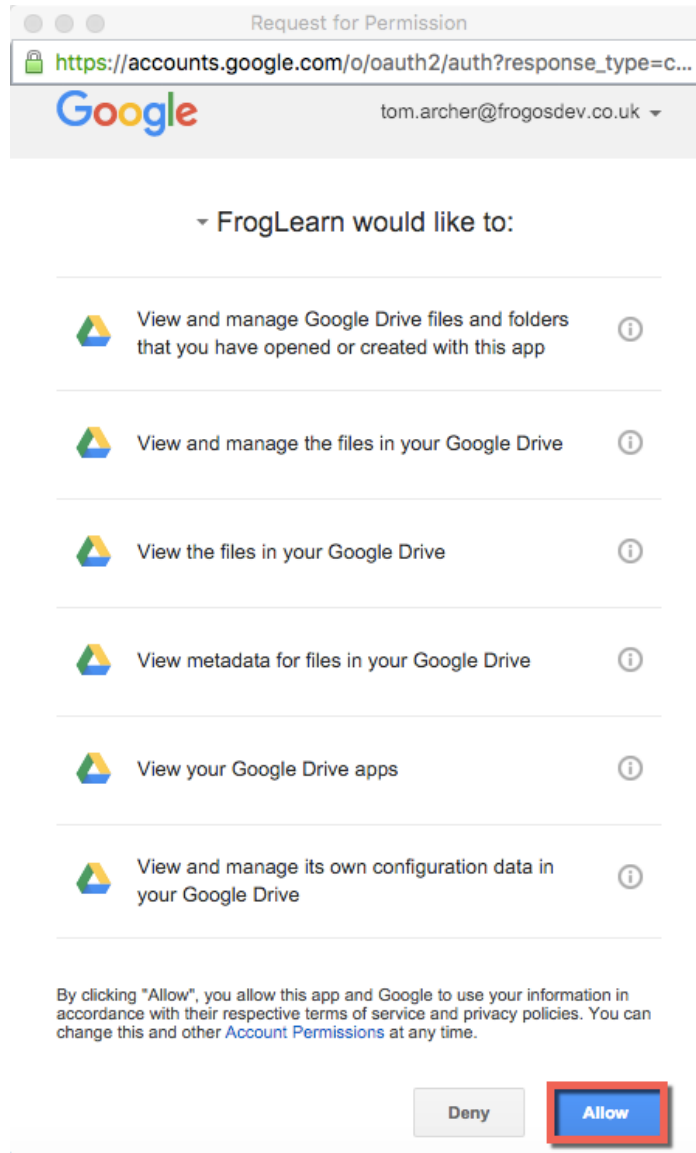 Request for Permission
https://accounts.google.com/o/oauth2/auth?response_type=c...
Google
tom.archer@frogosdev.co.uk
FrogLearn would like to:
View and manage Google Drive files and folders
that you have opened or created with this app
View and manage the files in your Google Drive
View the files in your Google Drive
View metadata for files in your Google Drive
View your Google Drive apps
View and manage its own configuration data in
your Google Drive
By clicking "Allow", you allow this app and Google to use your information in
accordance with their respective terms of service and privacy policies. You can
change this and other Account Permissions at any time.
Deny
Allow